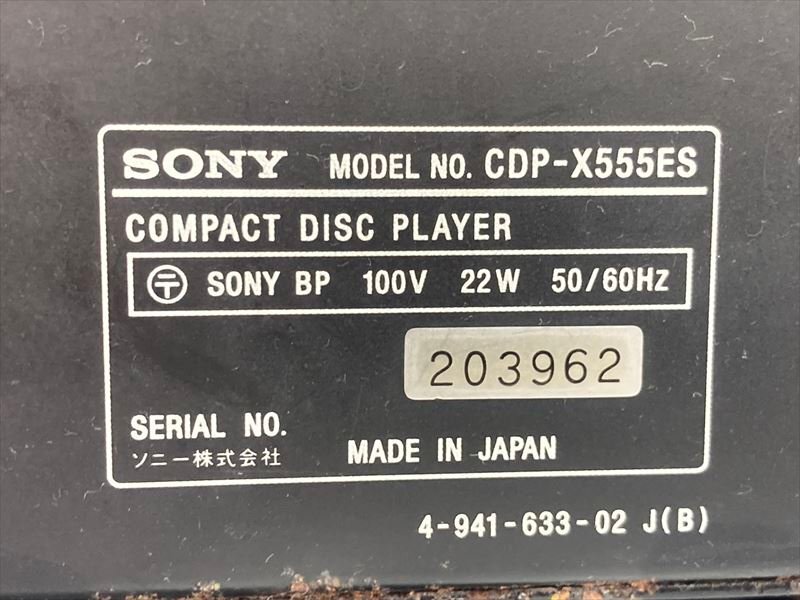 SONY MODEL NO. CDP-X555ES
COMPACT DISC PLAYER
〒 SONY BP 100V 22W 50/60Hz
203962
SERIAL NO.
ソニー株式会社 MADE IN JAPAN
4-941-633-02 J(B)